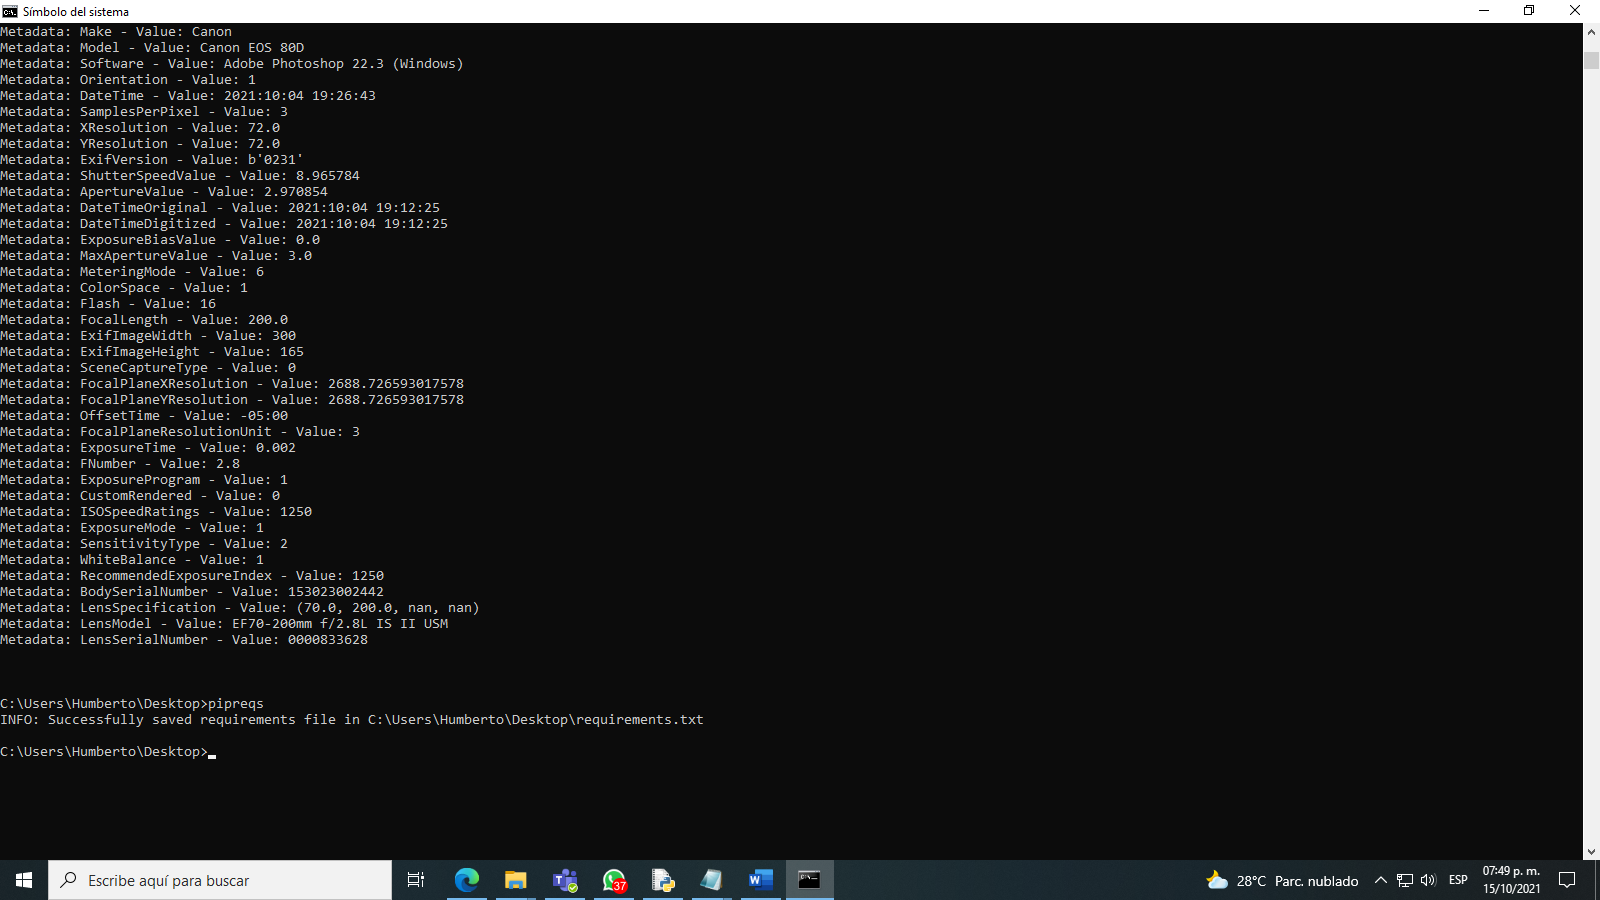 Símbolo del sistema
Metadata: Make - Value: Canon
Metadata: Model - Value: Canon EOS 80D
Metadata: Software - Value: Adobe Photoshop 22.3 (Windows)
Metadata: Orientation - Value: 1
Metadata: DateTime - Value: 2021:10:04 19:26:43
Metadata: SamplesPerPixel - Value: 3
Metadata: XResolution - Value: 72.0
Metadata: YResolution - Value: 72.0
Metadata: ExifVersion - Value: b'0231'
Metadata: ShutterSpeedValue - Value: 8.965784
Metadata: ApertureValue - Value: 2.970854
Metadata: DateTimeOriginal - Value: 2021:10:04 19:12:25
Metadata: DateTimeDigitized - Value: 2021:10:04 19:12:25
Metadata: ExposureBiasValue - Value: 0.0
Metadata: MaxApertureValue - Value: 3.0
Metadata: MeteringMode - Value: 6
Metadata: ColorSpace - Value: 1
Metadata: Flash - Value: 16
Metadata: FocalLength - Value: 200.0
Metadata: ExifImageWidth - Value: 300
Metadata: ExifImageHeight - Value: 165
Metadata: SceneCaptureType - Value: 0
Metadata: FocalPlaneXResolution - Value: 2688.726593017578
Metadata: FocalPlaneYResolution - Value: 2688.726593017578
Metadata: OffsetTime - Value: -05:00
Metadata: FocalPlaneResolutionUnit - Value: 3
Metadata: ExposureTime - Value: 0.002
Metadata: FNumber - Value: 2.8
Metadata: ExposureProgram - Value: 1
Metadata: CustomRendered - Value: 0
Metadata: ISOSpeedRatings - Value: 1250
Metadata: ExposureMode - Value: 1
Metadata: SensitivityType - Value: 2
Metadata: WhiteBalance - Value: 1
Metadata: RecommendedExposureIndex - Value: 1250
Metadata: BodySerialNumber - Value: 153023002442
Metadata: LensSpecification - Value: (70.0, 200.0, nan, nan)
Metadata: LensModel - Value: EF70-200mm f/2.8L IS II USM
Metadata: LensSerialNumber - Value: 0000833628
C:\Users\Humberto\Desktop>pipreqs
INFO: Successfully saved requirements file in C:\Users\Humberto\Desktop\requirements.txt
C:\Users\Humberto\Desktop>
Escribe aquí para buscar
37
28°C Parc. nublado
ESP
07:49 p. m.
15/10/2021